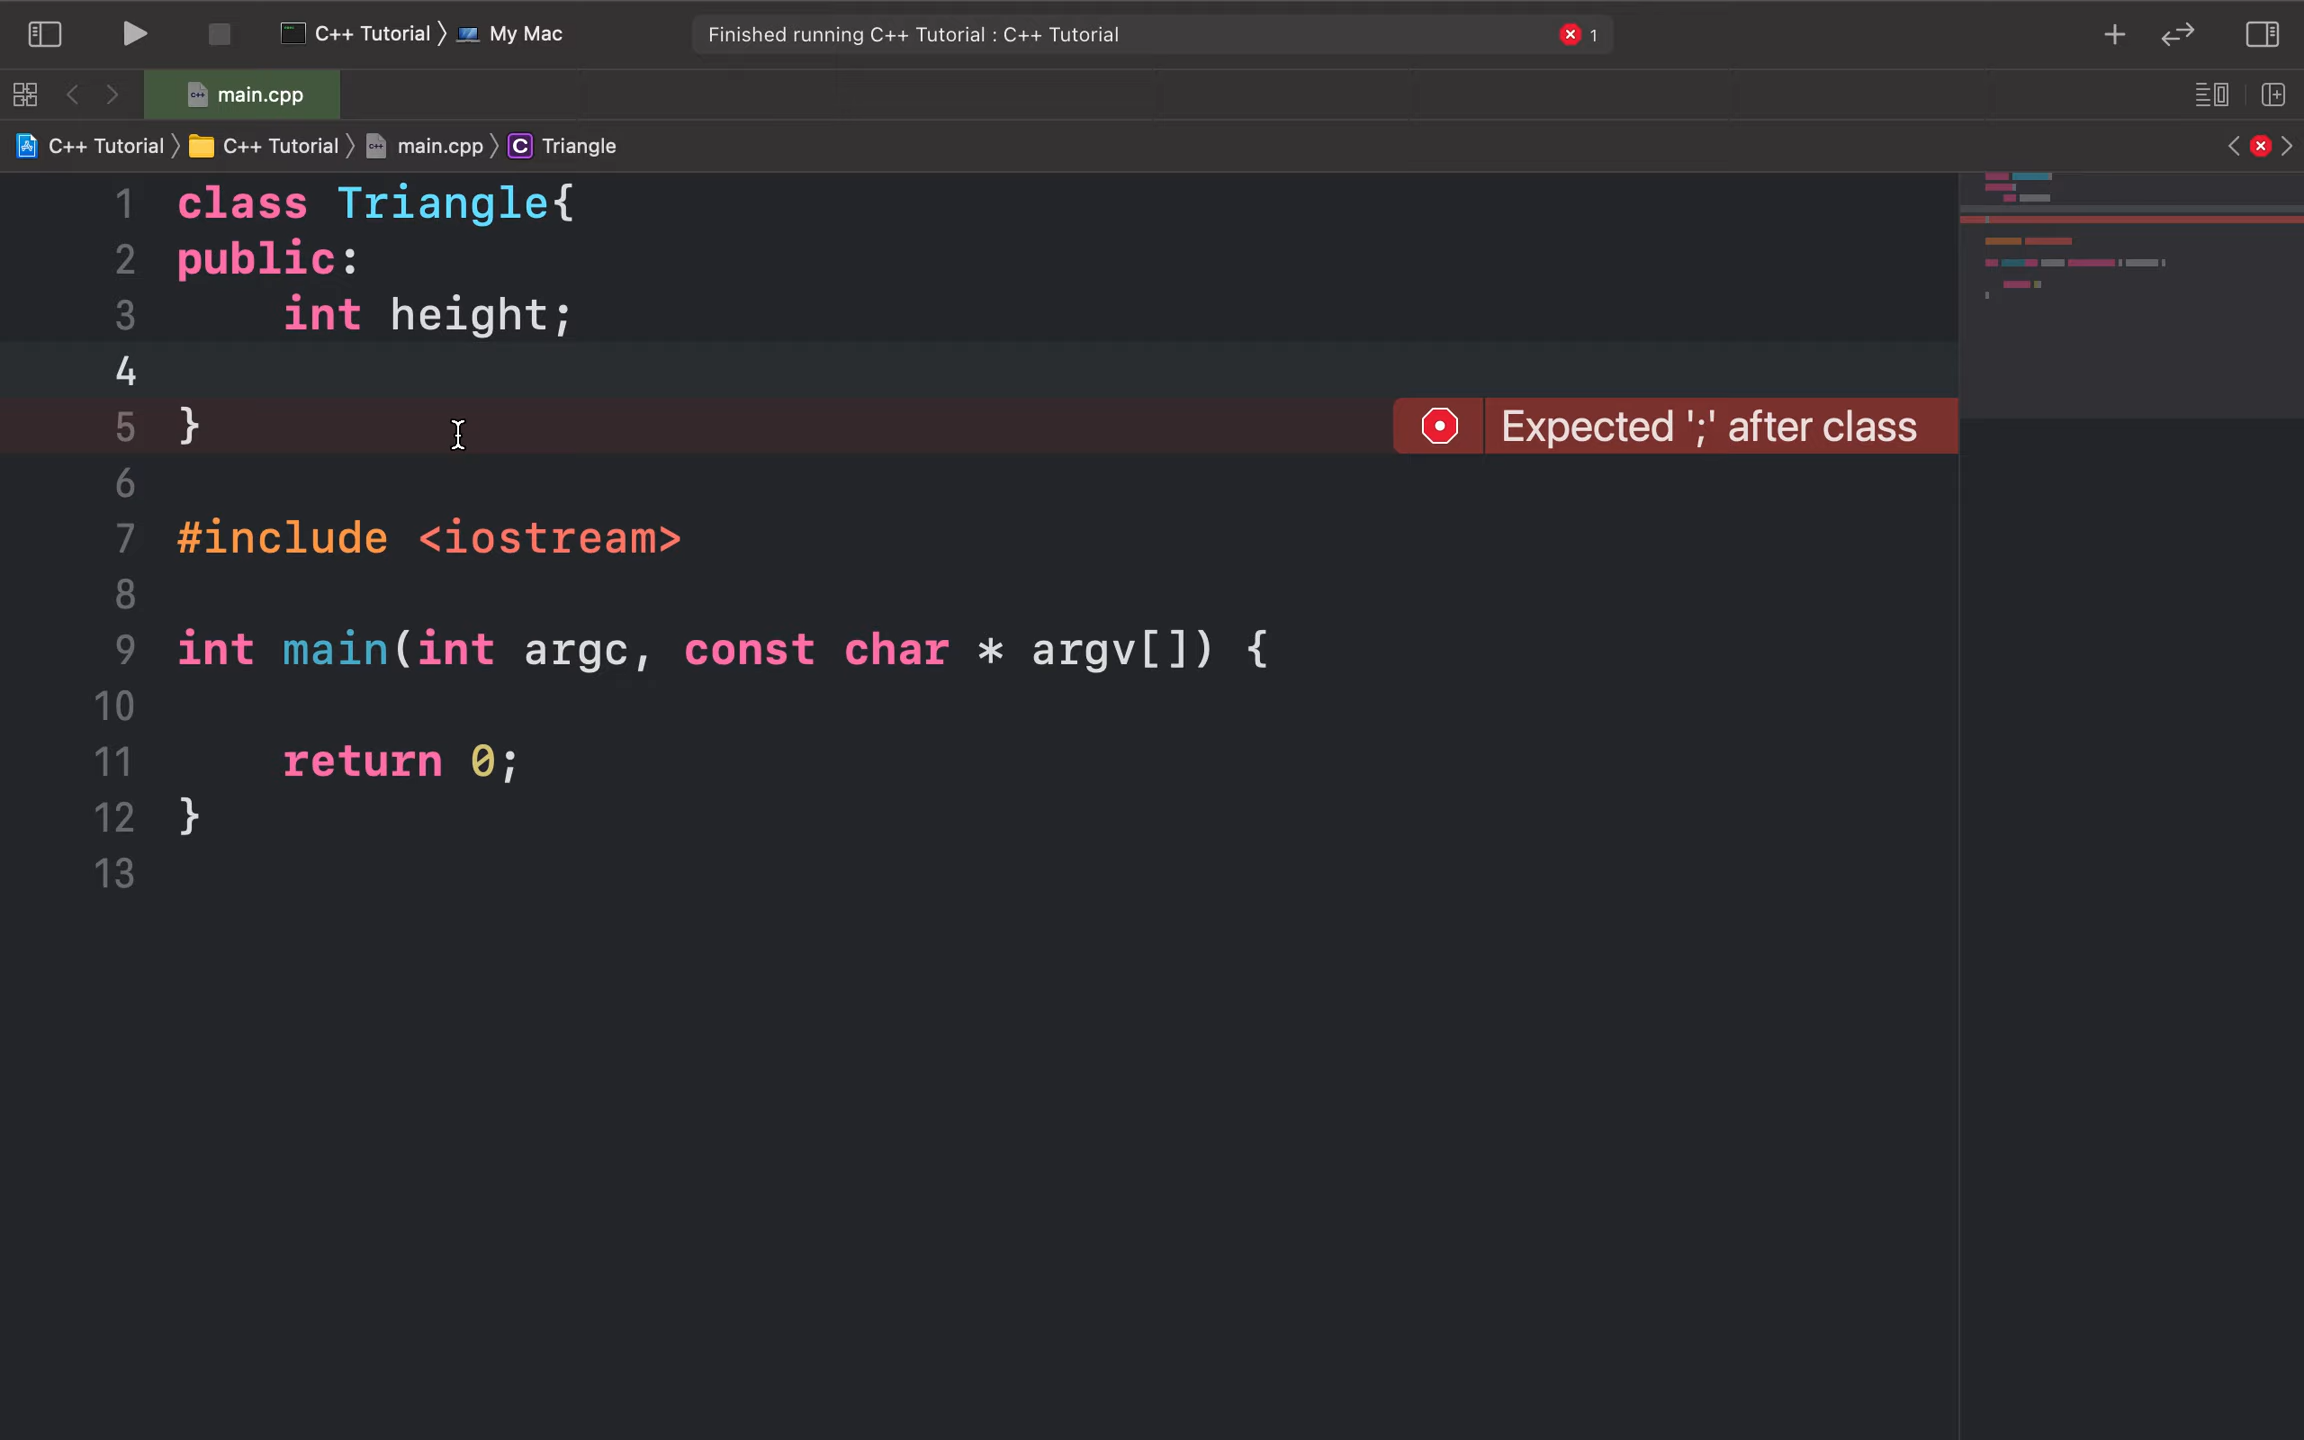 C++ Tutorial 〉 My Mac
Finished running C++ Tutorial : C++ Tutorial 1
main.cpp
C++ Tutorial 〉 C++ Tutorial 〉 main.cpp 〉 C Triangle
1 class Triangle{
2 public:
3 int height;
4
5 }
Expected ';' after class
6
7 #include <iostream>
8
9 int main(int argc, const char * argv[]) {
10
11 return 0;
12 }
13